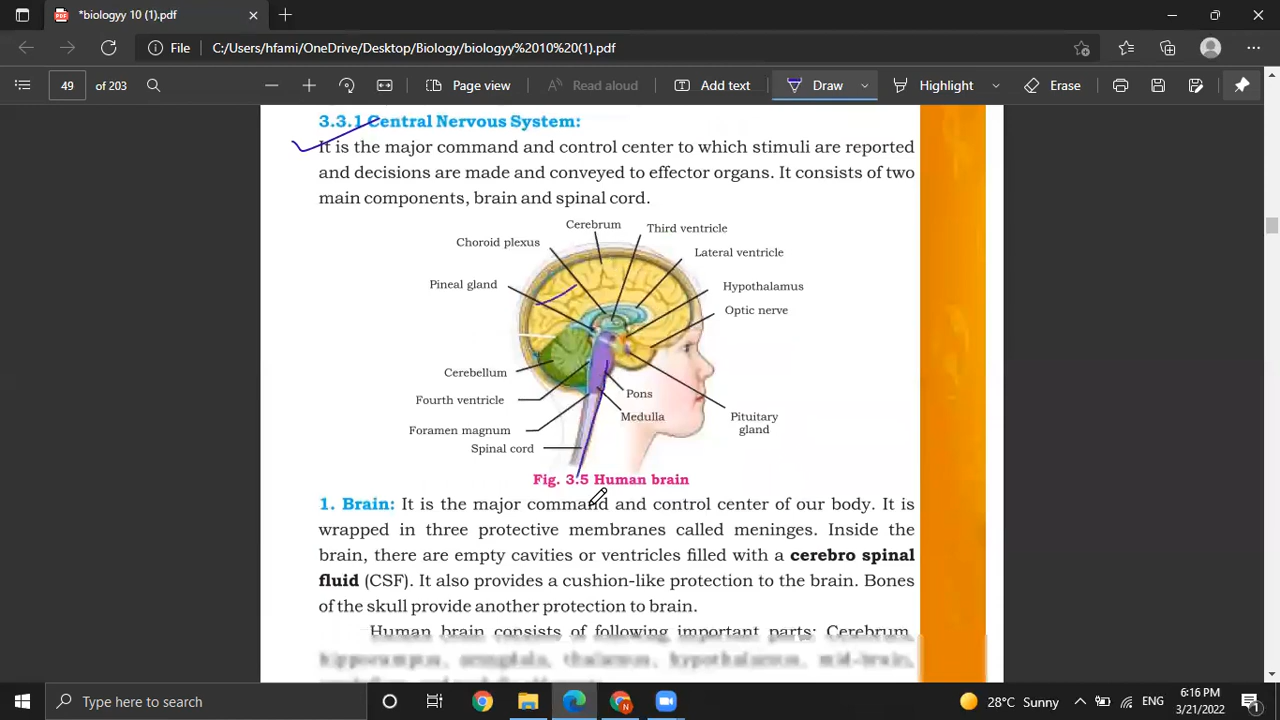 *biology 10 (1).pdf
File C:/Users/hfami/OneDrive/Desktop/Biology/biologyy%2010%20(1).pdf
49 of 203 Page view Read aloud Add text Draw Highlight Erase
3.3.1 Central Nervous System:
It is the major command and control center to which stimuli are reported
and decisions are made and conveyed to effector organs. It consists of two
main components, brain and spinal cord.
Cerebrum
Third ventricle
Choroid plexus
Lateral ventricle
Pineal gland
Hypothalamus
Optic nerve
Cerebellum
Pons
Fourth ventricle
Medulla
Pituitary
gland
Foramen magnum
Spinal cord
Fig. 3.5 Human brain
1. Brain: It is the major command and control center of our body. It is
wrapped in three protective membranes called meninges. Inside the
brain, there are empty cavities or ventricles filled with a cerebro spinal
fluid (CSF). It also provides a cushion-like protection to the brain. Bones
of the skull provide another protection to brain.
Human brain consists of following important parts: Cerebrum,
hippocampus, amygdala, thalamus, hypothalamus, mid-brain,
Type here to search
28°C Sunny
ENG
6:16 PM
3/21/2022